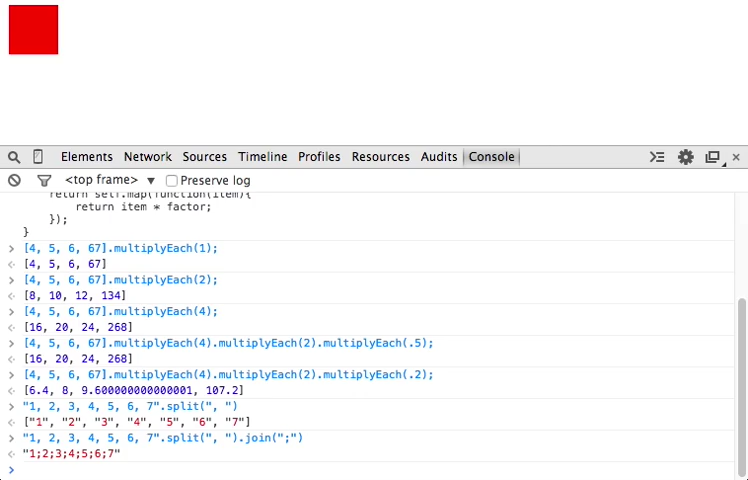 Elements Network Sources Timeline Profiles Resources Audits Console
<top frame> ▼ Preserve log
return self.map(function(item){
return item * factor;
});
}
> [4, 5, 6, 67].multiplyEach(1);
[4, 5, 6, 67]
> [4, 5, 6, 67].multiplyEach(2);
[8, 10, 12, 134]
> [4, 5, 6, 67].multiplyEach(4);
[16, 20, 24, 268]
> [4, 5, 6, 67].multiplyEach(4).multiplyEach(2).multiplyEach(.5);
[16, 20, 24, 268]
> [4, 5, 6, 67].multiplyEach(4).multiplyEach(2).multiplyEach(.2);
[6.4, 8, 9.600000000000001, 107.2]
> "1, 2, 3, 4, 5, 6, 7".split(", ")
["1", "2", "3", "4", "5", "6", "7"]
> "1, 2, 3, 4, 5, 6, 7".split(", ").join(";")
"1;2;3;4;5;6;7"
>